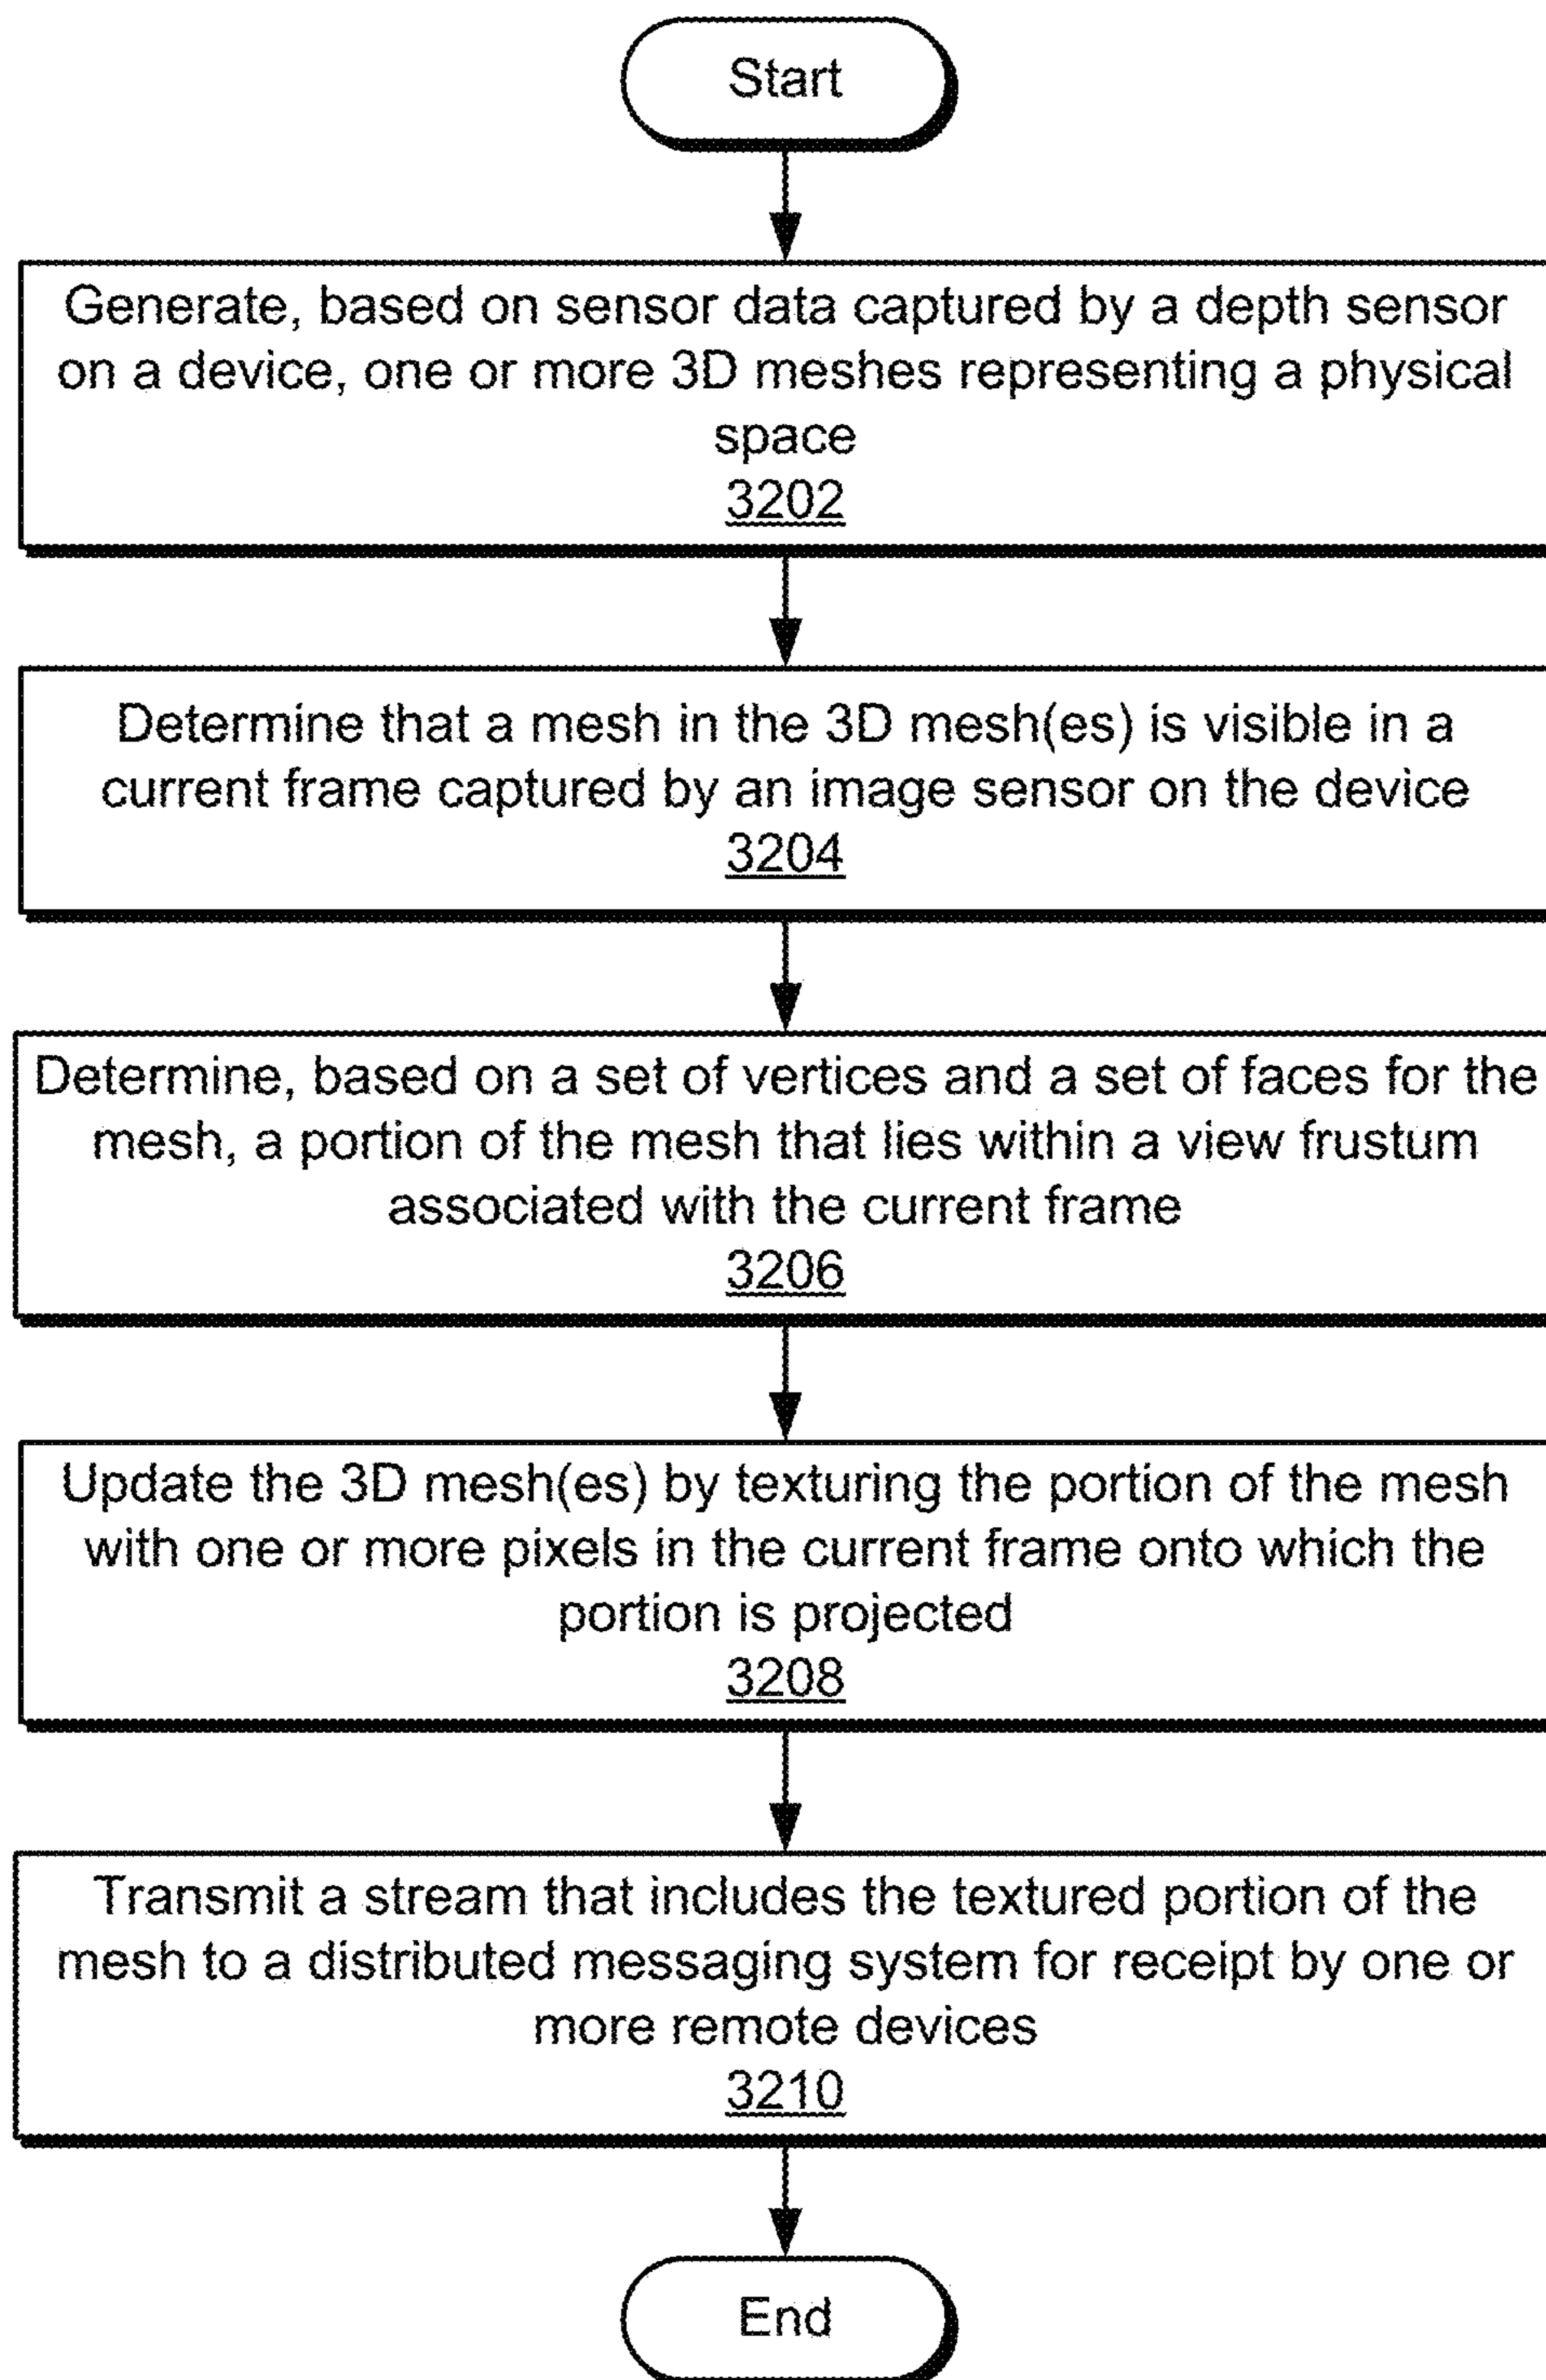 Start
Generate, based on sensor data captured by a depth sensor
on a device, one or more 3D meshes representing a physical
space
3202
Determine that a mesh in the 3D mesh(es) is visible in a
current frame captured by an image sensor on the device
3204
Determine, based on a set of vertices and a set of faces for the
mesh, a portion of the mesh that lies within a view frustum
associated with the current frame
3206
Update the 3D mesh(es) by texturing the portion of the mesh
with one or more pixels in the current frame onto which the
portion is projected
3208
Transmit a stream that includes the textured portion of the
mesh to a distributed messaging system for receipt by one or
more remote devices
3210
End